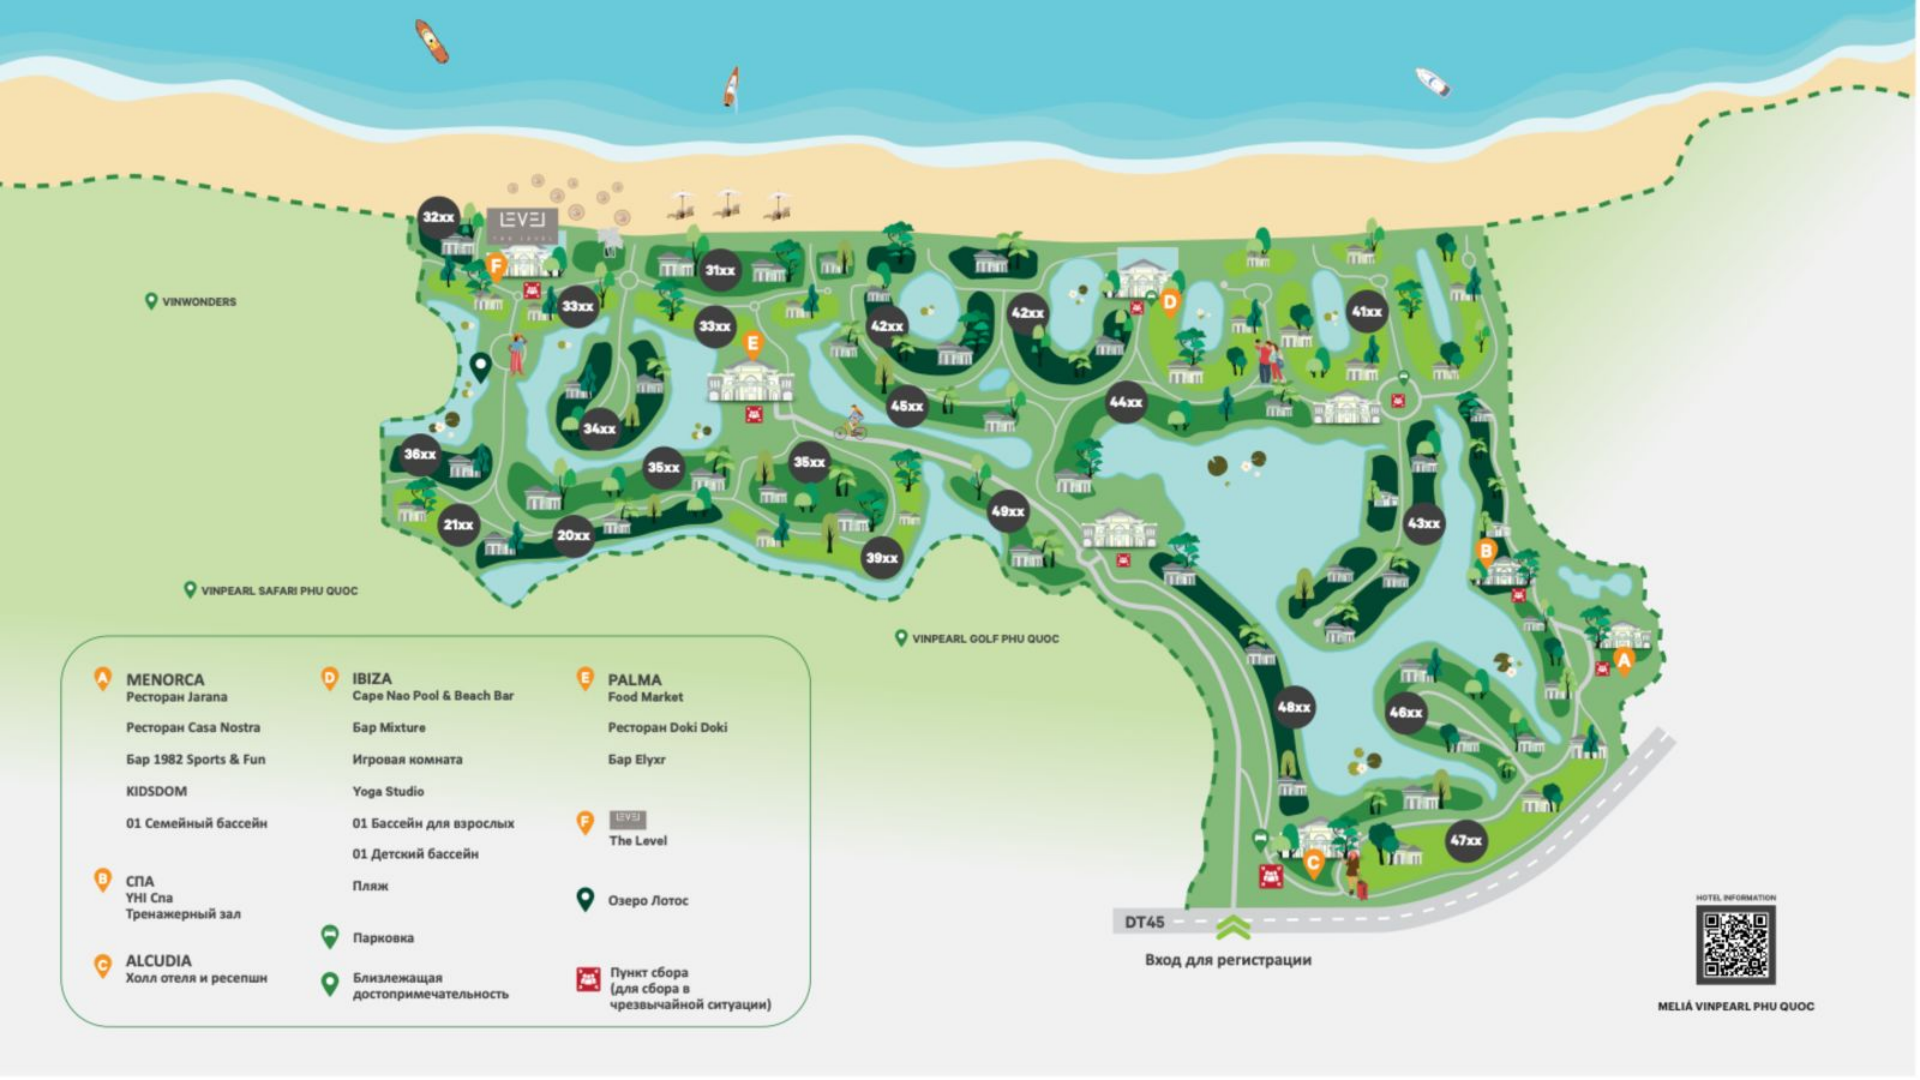 32xx
LEVEL
THE LEVEL
F
31xx
33xx
33xx
E
42xx
42xx
D
41xx
VINWONDERS
34xx
45xx
44xx
36xx
35xx
35xx
21xx
20xx
39xx
49xx
43xx
B
A
VINPEARL SAFARI PHU QUOC
VINPEARL GOLF PHU QUOC
48xx
46xx
47xx
C
A MENORCA
Ресторан Jarana
Ресторан Casa Nostra
Бар 1982 Sports & Fun
KIDSDOM
01 Семейный бассейн
B СПА
YHI Спа
Тренажерный зал
C ALCUDIA
Холл отеля и ресепшн
D IBIZA
Cape Nao Pool & Beach Bar
Бар Mixture
Игровая комната
Yoga Studio
01 Бассейн для взрослых
01 Детский бассейн
Пляж
Парковка
Близлежащая
достопримечательность
E PALMA
Food Market
Ресторан Doki Doki
Бар Elyxr
F LEVEL
The Level
Озеро Лотос
Пункт сбора
(для сбора в
чрезвычайной ситуации)
DT45
Вход для регистрации
HOTEL INFORMATION
MELIÁ VINPEARL PHU QUOC